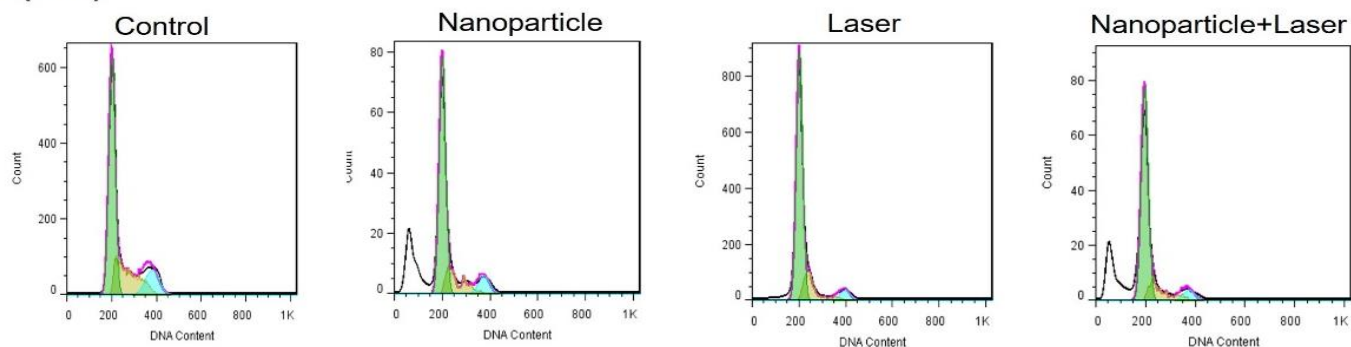 Control
600
400
200
0
Count
0 200 400 600 800 1K
DNA Content
Nanoparticle
80
60
40
20
0
0 200 400 600 800 1K
DNA Content
Laser
800
600
400
200
0
Count
0 200 400 600 800 1K
DNA Content
Nanoparticle+Laser
80
60
40
20
0
Count
0 200 400 600 800 1K
DNA Content